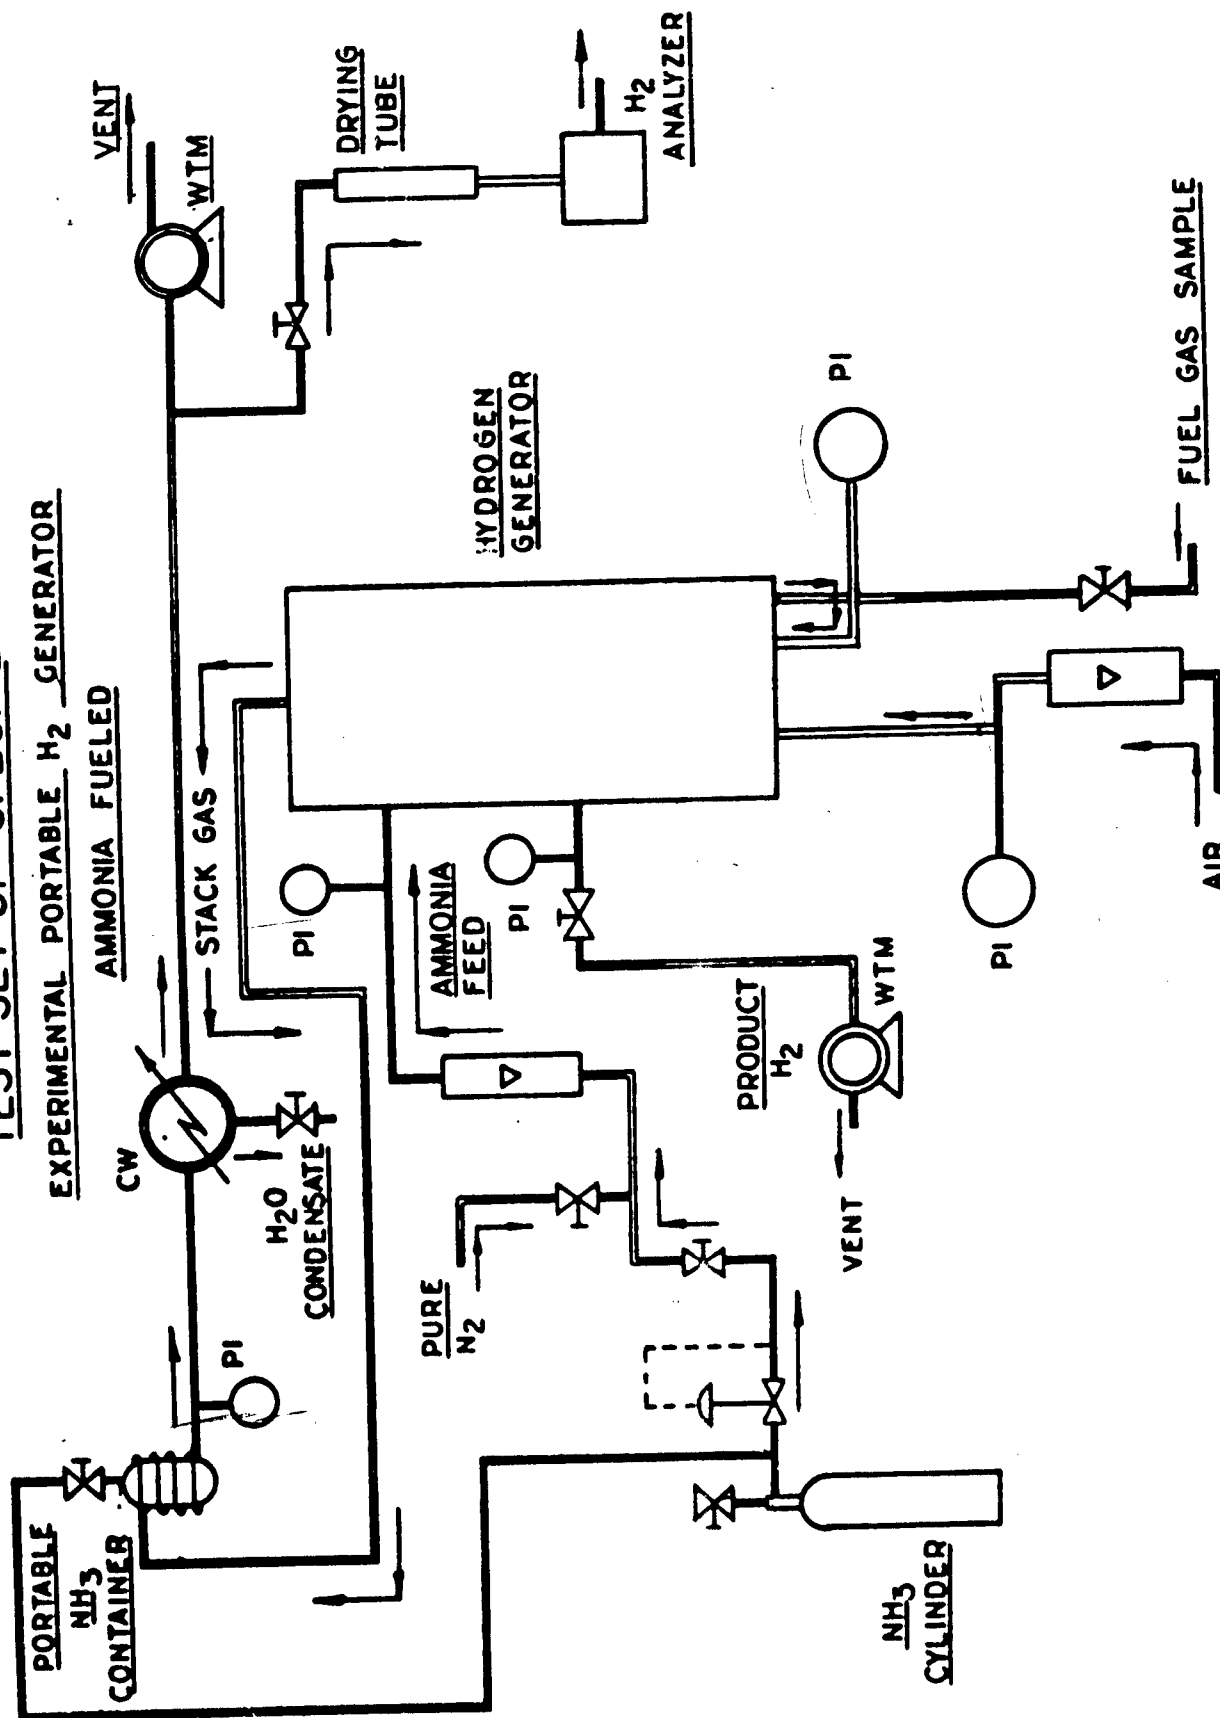 EXPERIMENTAL PORTABLE H2 GENERATOR
AMMONIA FUELED
PORTABLE
NH3
CONTAINER
PI
CW
H2O
CONDENSATE
STACK GAS
VENT
WTM
DRYING
TUBE
H2
ANALYZER
HYDROGEN
GENERATOR
PI
AMMONIA
FEED
PI
PURE
N2
PRODUCT
H2
WTM
VENT
NH3
CYLINDER
PI
AIR
PI
FUEL GAS SAMPLE